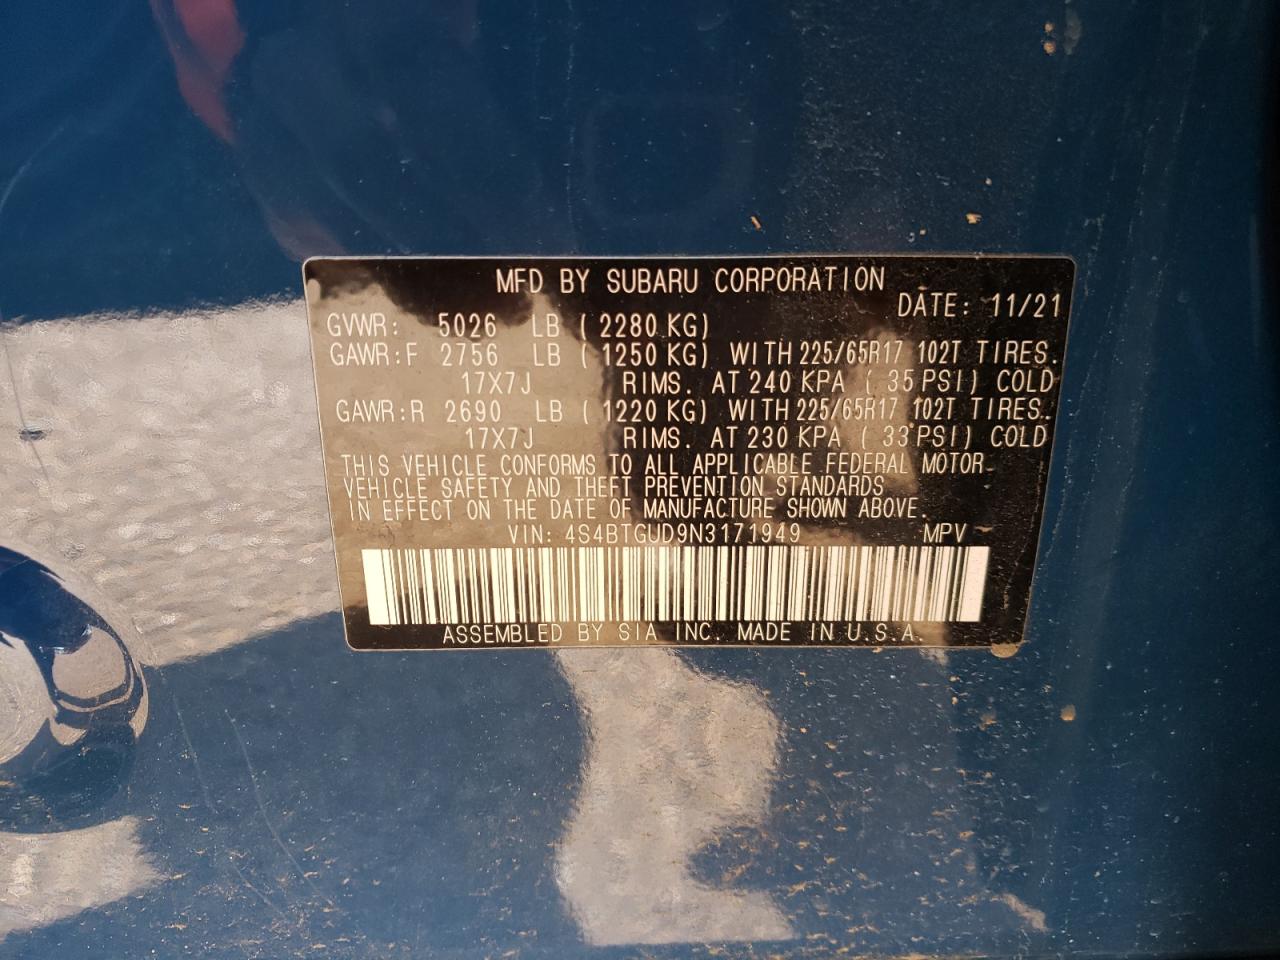 MFD BY SUBARU CORPORATION
DATE: 11/21
GVWR: 5026 LB (2280 KG)
GAWR:F 2756 LB (1250 KG) WITH 225/65R17 102T TIRES.
17X7J RIMS. AT 240 KPA ( 35 PSI) COLD
GAWR:R 2690 LB (1220 KG) WITH 225/65R17 102T TIRES.
17X7J RIMS. AT 230 KPA ( 33 PSI) COLD
THIS VEHICLE CONFORMS TO ALL APPLICABLE FEDERAL MOTOR
VEHICLE SAFETY AND THEFT PREVENTION STANDARDS
IN EFFECT ON THE DATE OF MANUFACTURE SHOWN ABOVE.
VIN: 4S4BTGUD9N3171949 MPV
ASSEMBLED BY SIA INC. MADE IN U.S.A.